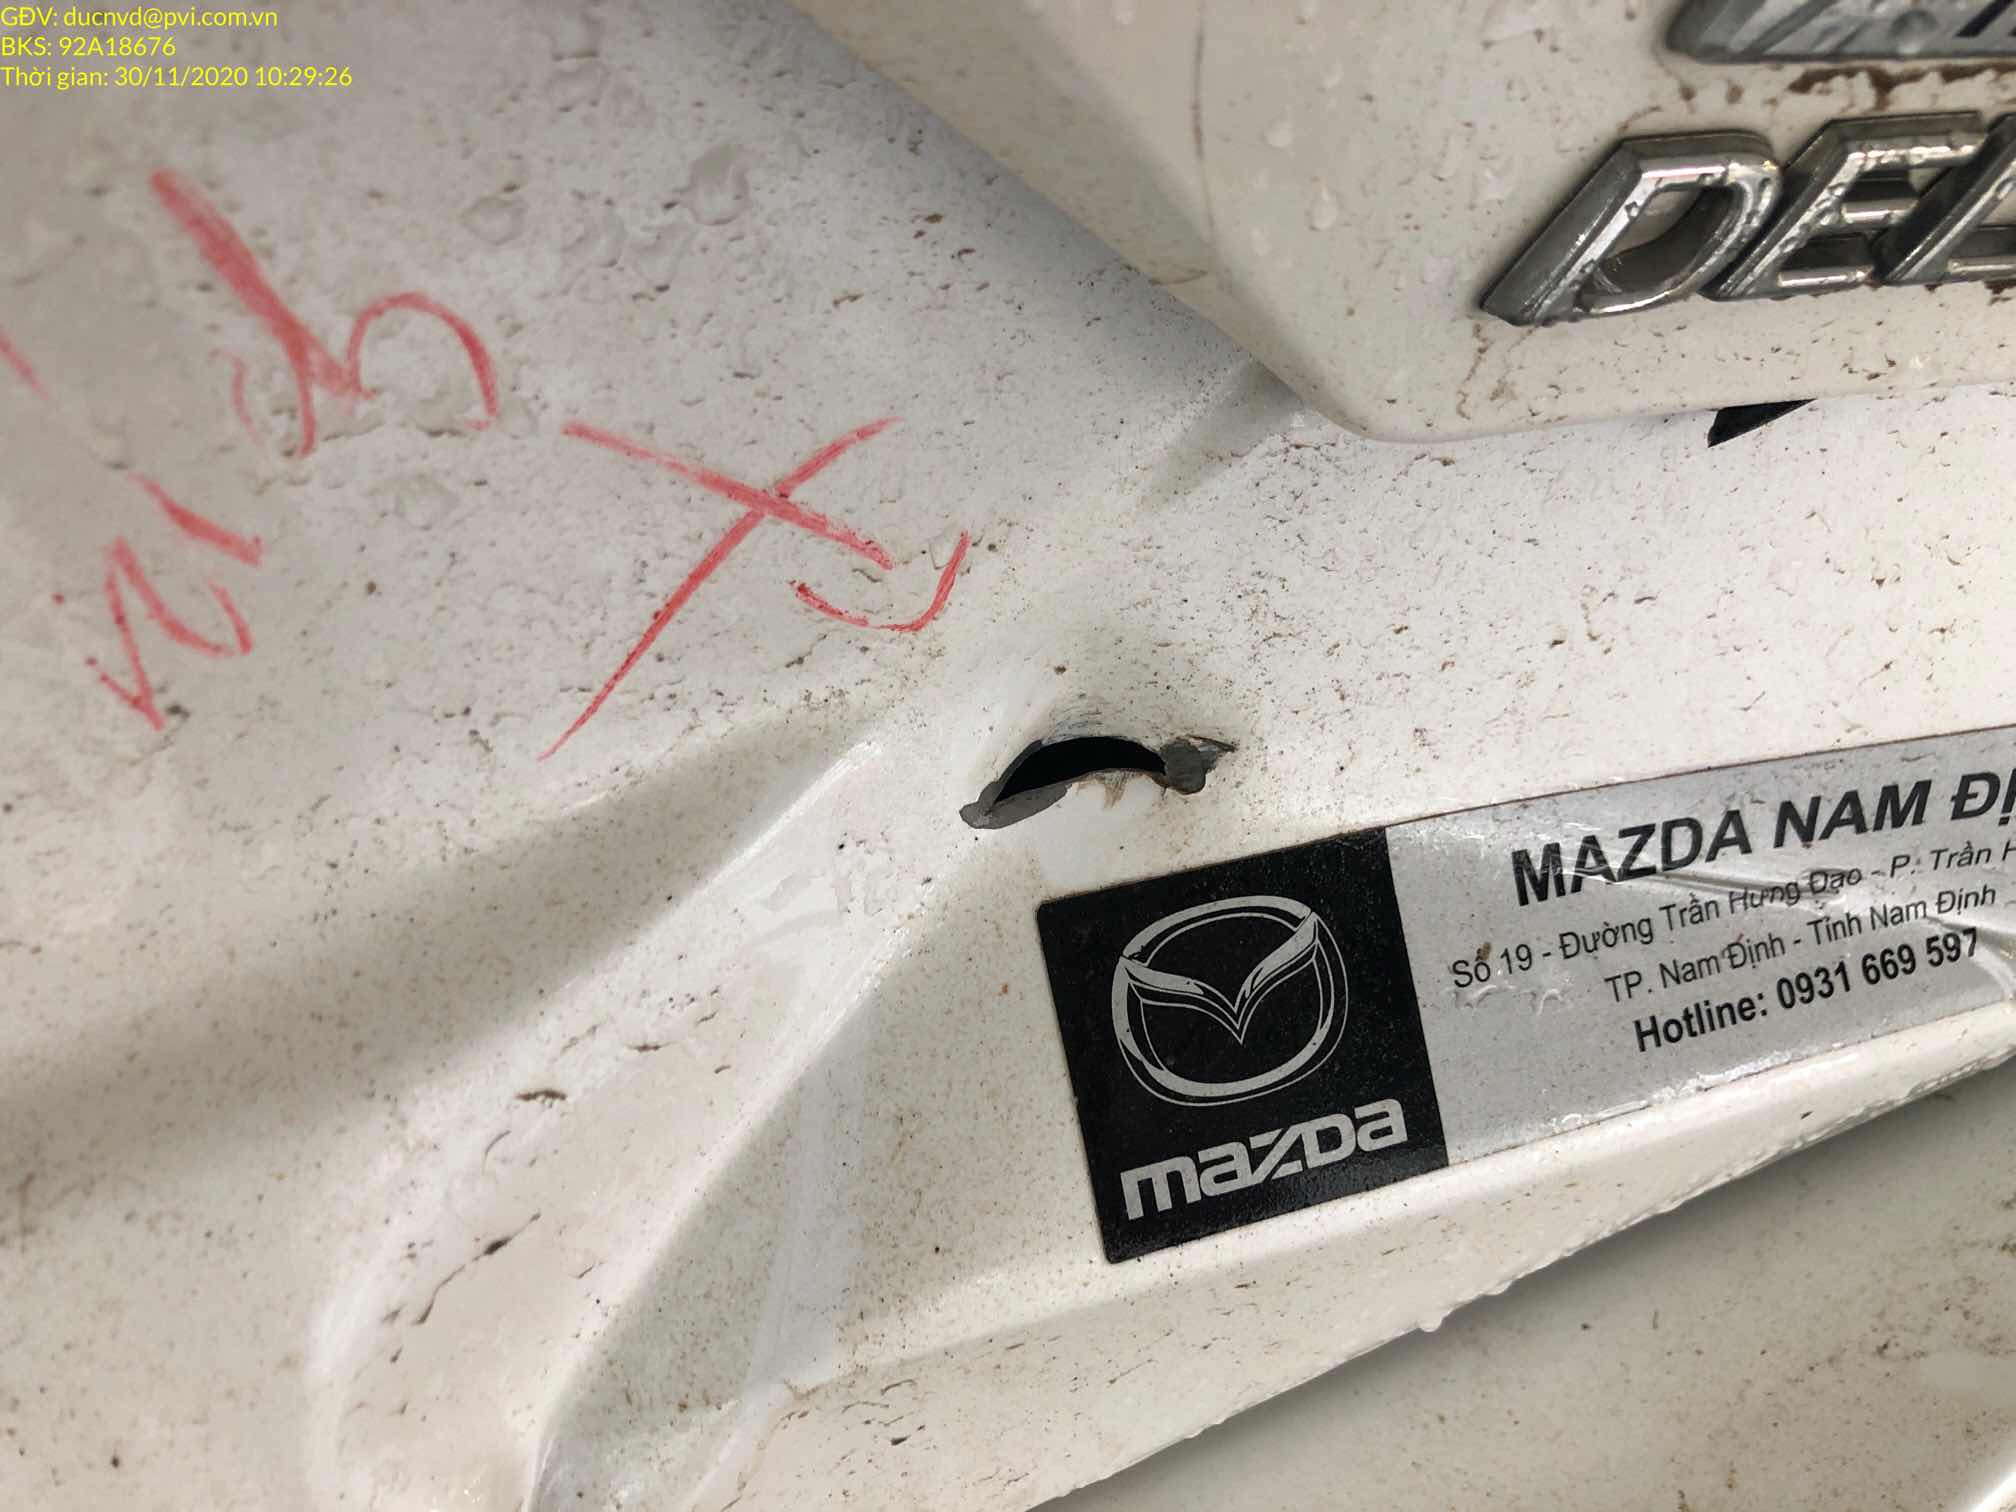 GĐV: ducnvd@pvi.com.vn
BKS: 92A18676
Thời gian: 30/11/2020 10:29:26
MAZDA NAM
Số 19 - Đường Trần Hưng Đạo - P. Trần
TP. Nam Định - Tỉnh Nam Định
Hotline: 0931 669 597
mazda